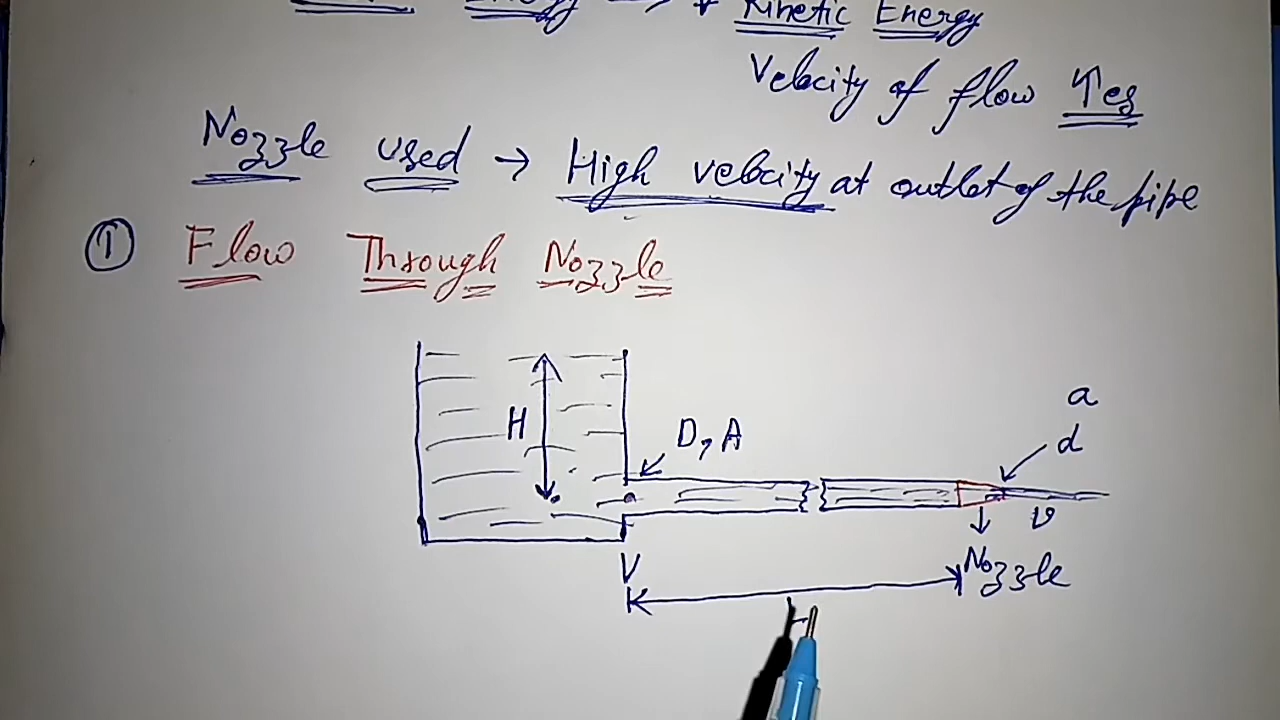 Energy → ↑ Kinetic Energy
Velocity of flow ↑es
Nozzle used → High velocity at outlet of the pipe
① Flow Through Nozzle
a
H
D, A
d
v
V
Nozzle